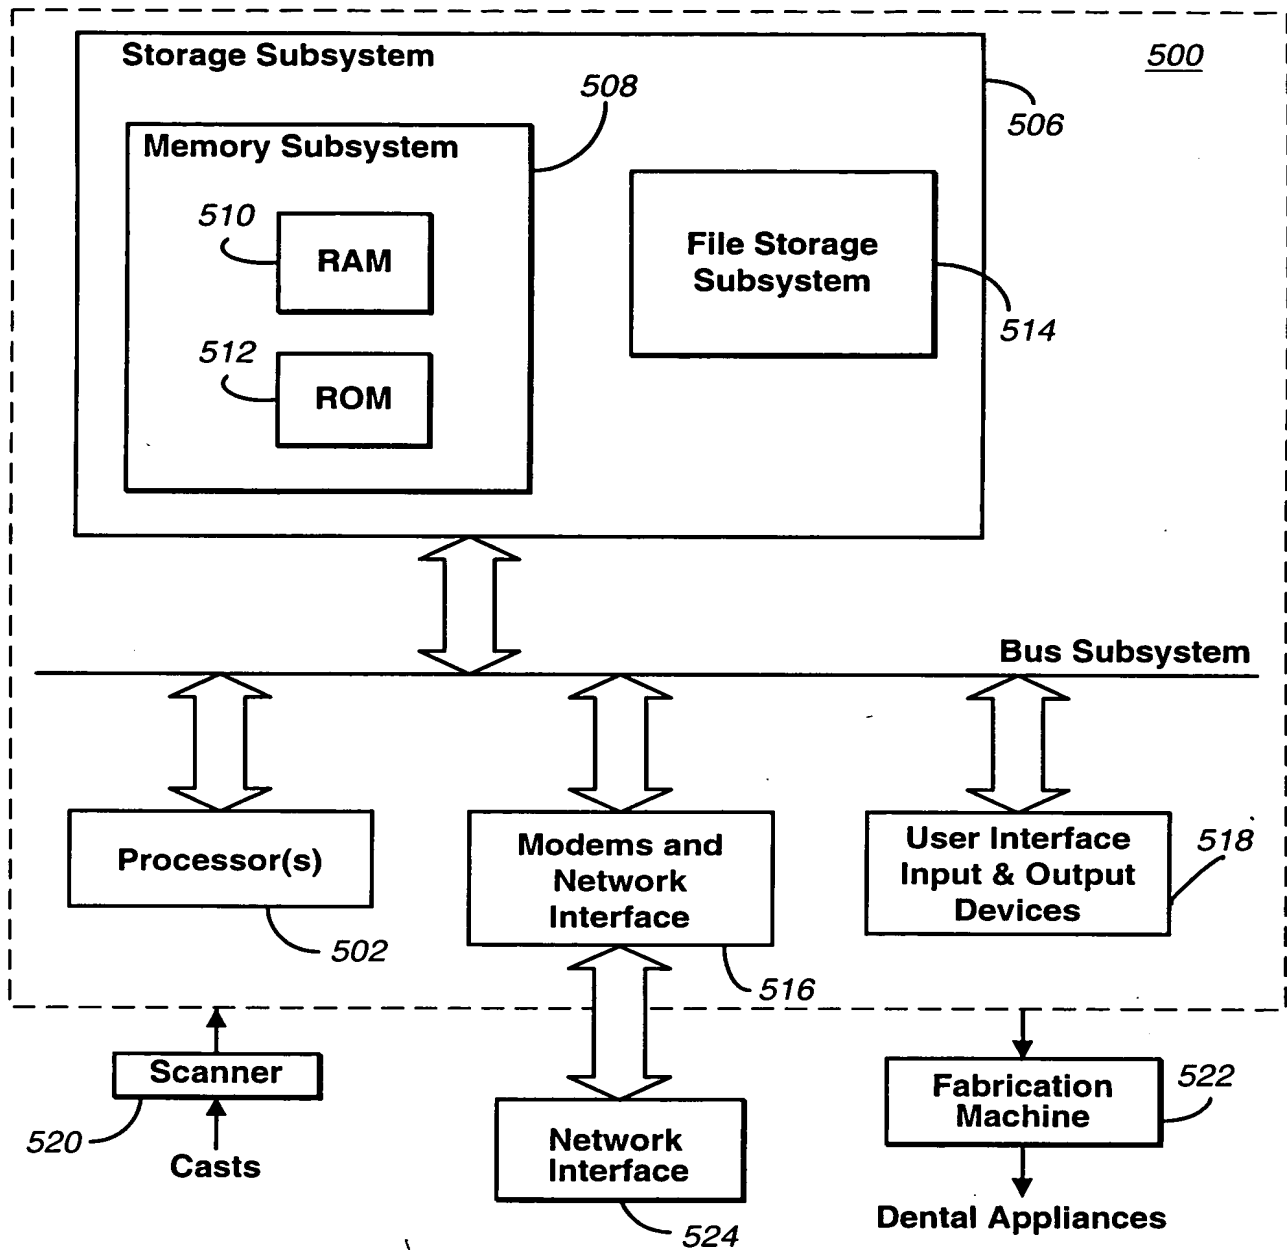 Storage Subsystem
500
508
506
Memory Subsystem
510
RAM
File Storage
Subsystem
514
512
ROM
Bus Subsystem
Processor(s)
502
Modems and
Network
Interface
516
User Interface
Input & Output
Devices
518
Scanner
520
Casts
Network
Interface
524
Fabrication
Machine
522
Dental Appliances